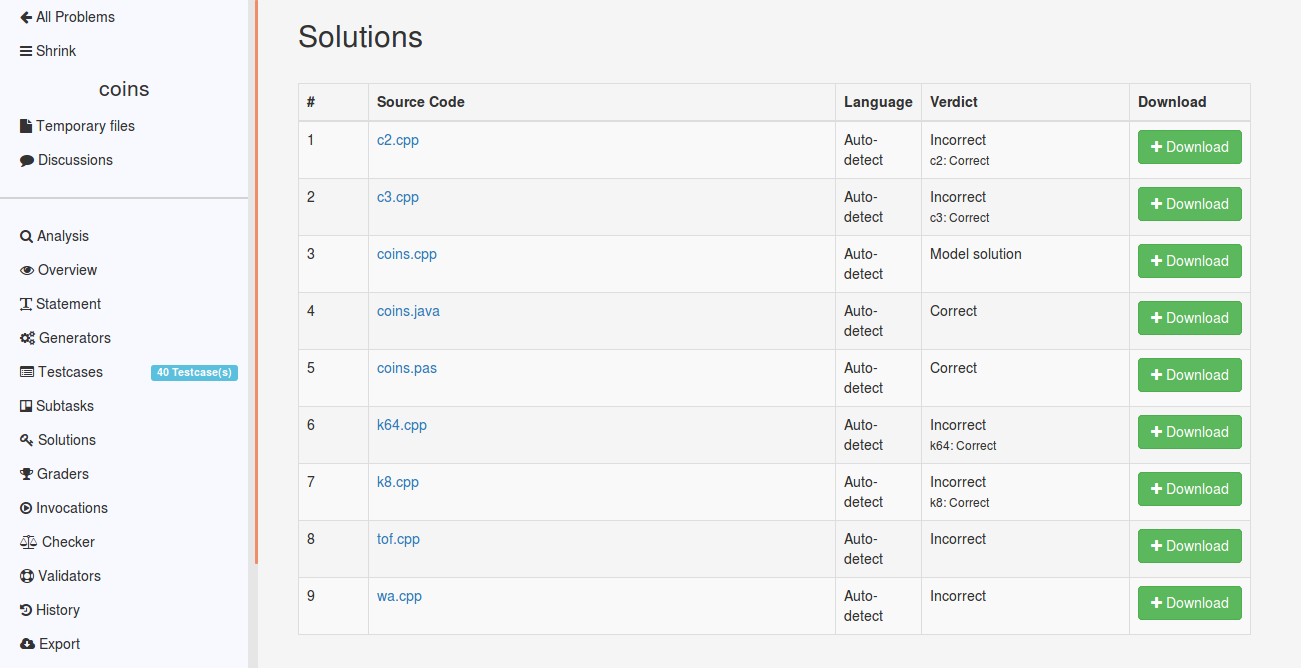 All Problems
Shrink
coins
Temporary files
Discussions
Analysis
Overview
Statement
Generators
Testcases 40 Testcase(s)
Subtasks
Solutions
Graders
Invocations
Checker
Validators
History
Export
Solutions
# Source Code Language Verdict Download
1 c2.cpp Auto- Incorrect Download
detect c2: Correct
2 c3.cpp Auto- Incorrect Download
detect c3: Correct
3 coins.cpp Auto- Model solution Download
detect
4 coins.java Auto- Correct Download
detect
5 coins.pas Auto- Correct Download
detect
6 k64.cpp Auto- Incorrect Download
detect k64: Correct
7 k8.cpp Auto- Incorrect Download
detect k8: Correct
8 tof.cpp Auto- Incorrect Download
detect
9 wa.cpp Auto- Incorrect Download
detect